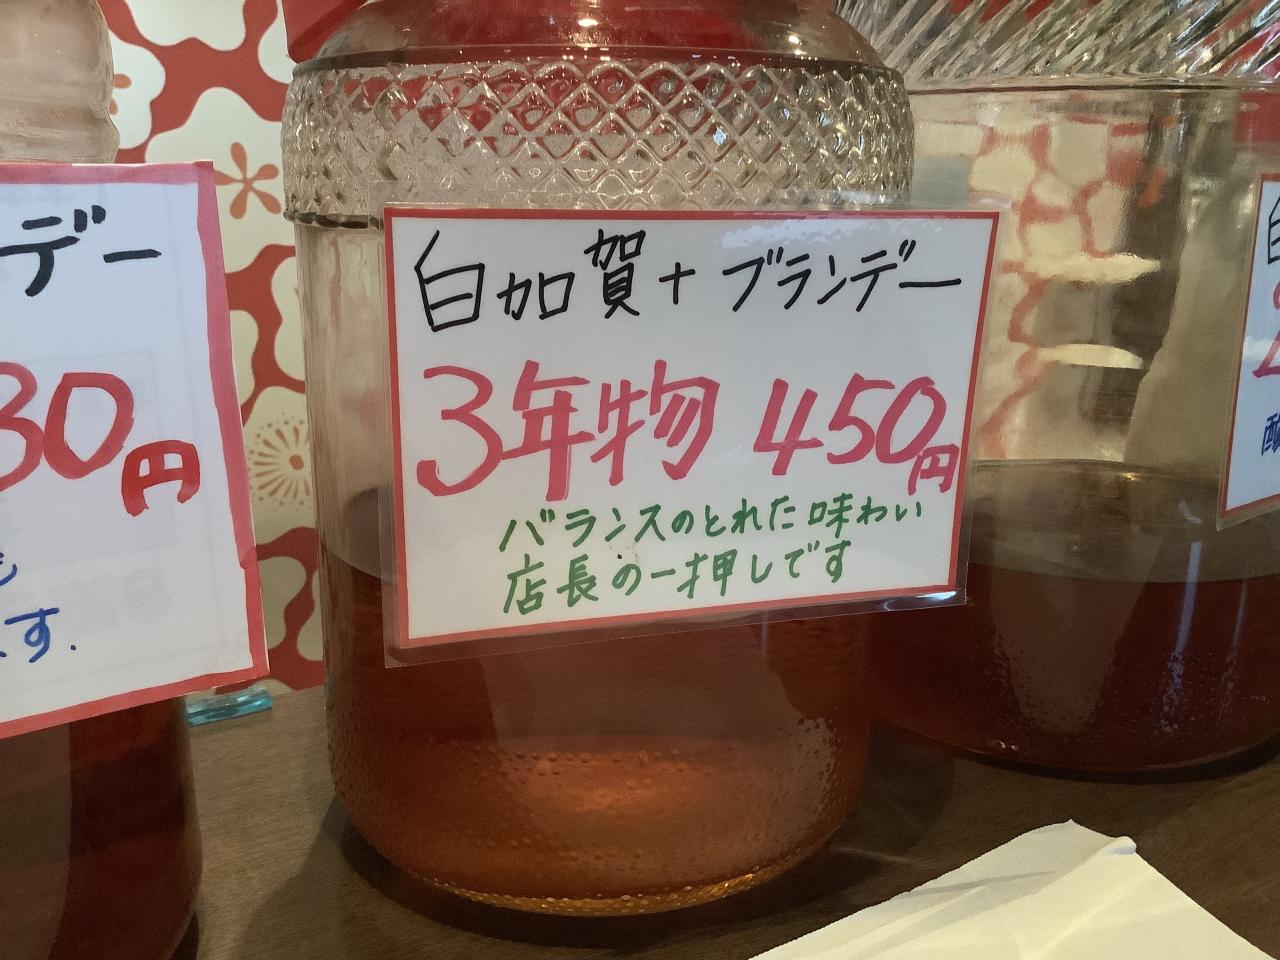 デー
30円
す.
白加賀+ブランデー
3年物 450円
バランスのとれた味わい
店長の一押しです